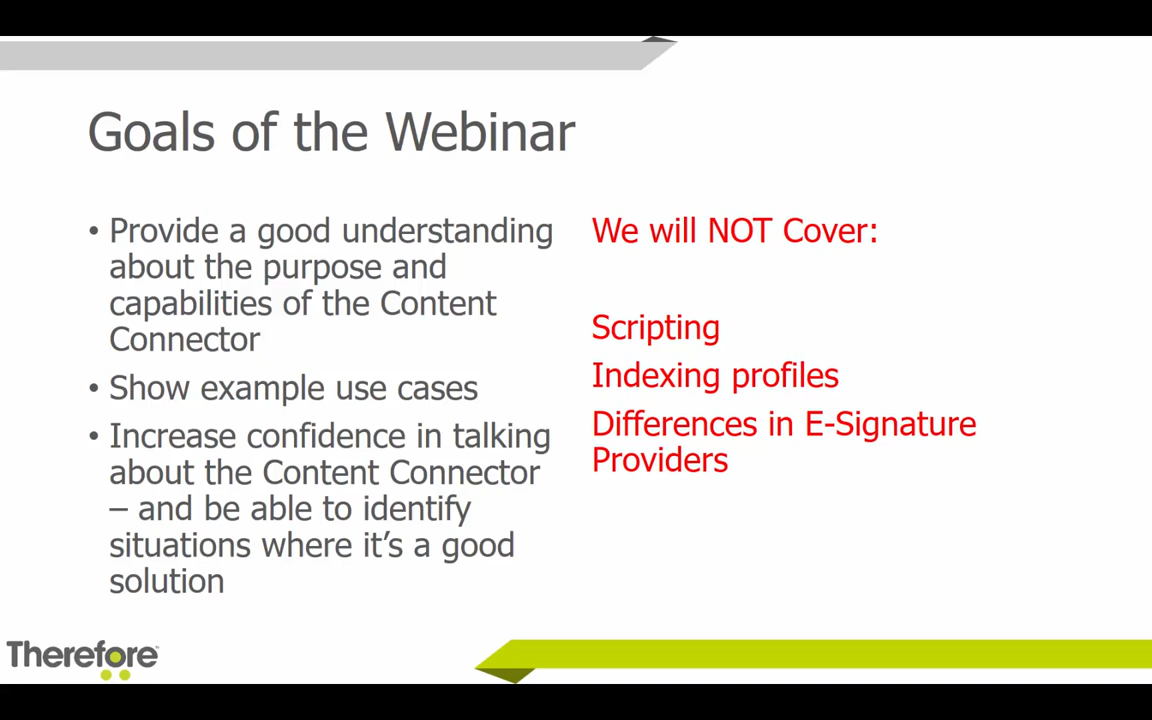 Goals of the Webinar
• Provide a good understanding
about the purpose and
capabilities of the Content
Connector
• Show example use cases
• Increase confidence in talking
about the Content Connector
– and be able to identify
situations where it’s a good
solution
We will NOT Cover:
Scripting
Indexing profiles
Differences in E-Signature
Providers
Therefore™